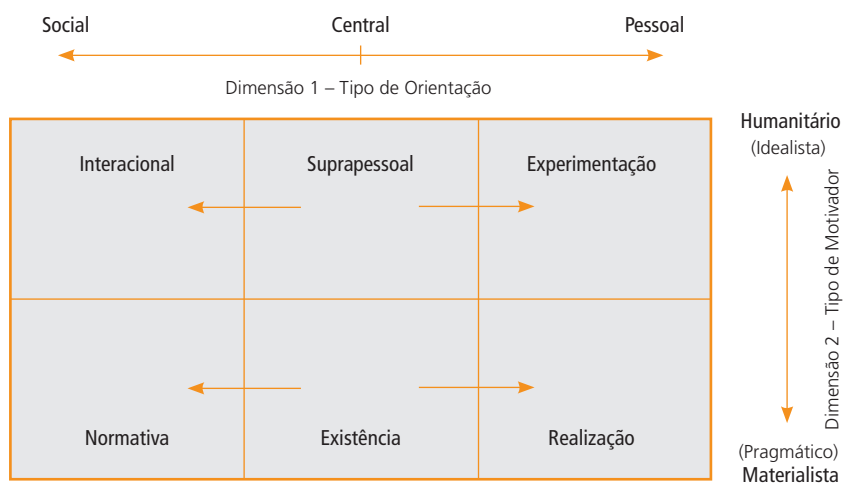 Social Central Pessoal
Dimensão 1 – Tipo de Orientação
Humanitário
(Idealista)
Interacional Suprapessoal Experimentação
Dimensão 2 – Tipo de Motivador
Normativa Existência Realização
(Pragmático)
Materialista